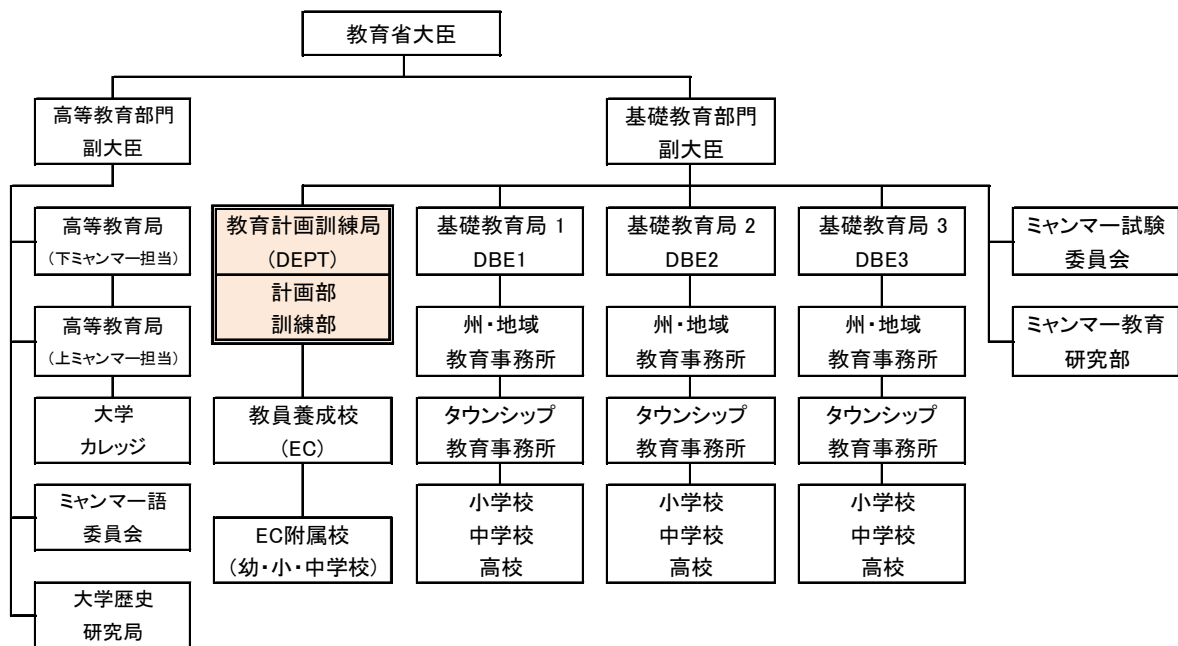 教育省大臣
高等教育部門
副大臣
基礎教育部門
副大臣
高等教育局
(下ミャンマー担当)
高等教育局
(上ミャンマー担当)
大学
カレッジ
ミャンマー語
委員会
大学歴史
研究局
教育計画訓練局
(DEPT)
計画部
訓練部
教員養成校
(EC)
EC附属校
(幼・小・中学校)
基礎教育局 1
DBE1
州・地域
教育事務所
タウンシップ
教育事務所
小学校
中学校
高校
基礎教育局 2
DBE2
州・地域
教育事務所
タウンシップ
教育事務所
小学校
中学校
高校
基礎教育局 3
DBE3
州・地域
教育事務所
タウンシップ
教育事務所
小学校
中学校
高校
ミャンマー試験
委員会
ミャンマー教育
研究部